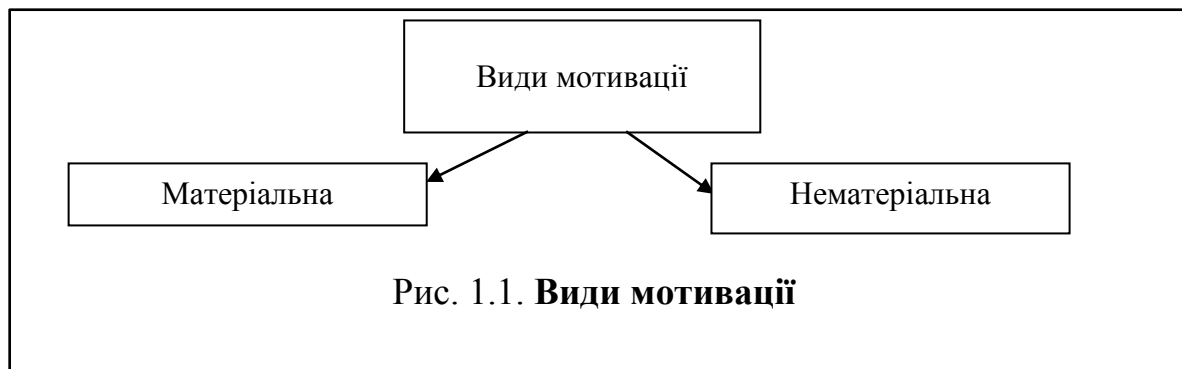 Види мотивації
Матеріальна
Нематеріальна
Рис. 1.1. Види мотивації